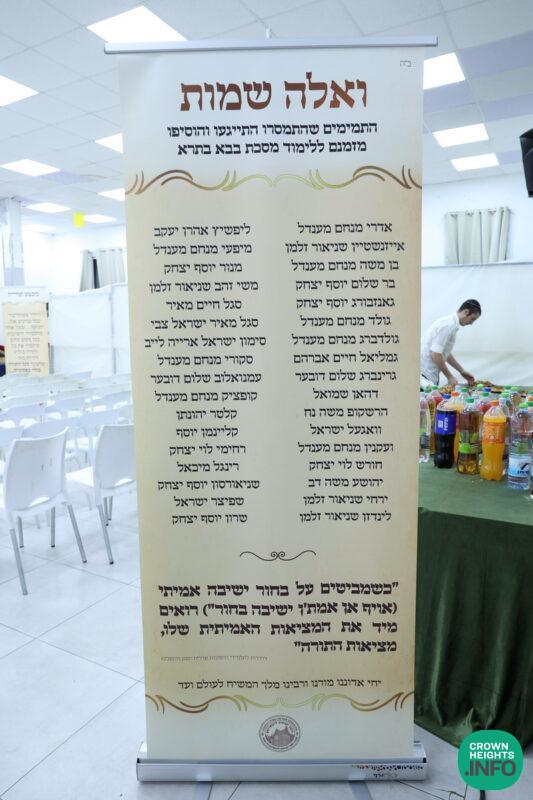 ב"ה
ואלה שמות
התמימים שהתמסרו התייגעו והוסיפו
מזמנם ללימוד מסכת בבא בתרא
אדרי מנחם מענדל
אייזנשטיין שניאור זלמן
בן משה מנחם מענדל
בר שלום יוסף יצחק
גאנזבורג יוסף יצחק
גולד מנחם מענדל
גולדברג מנחם מענדל
גמליאל חיים אברהם
גרינברג שלום דובער
דהאן שמואל
הרשקופ משה נח
וואגעל ישראל
ועקנין מנחם מענדל
חודש לוי יצחק
יהושע משה דב
ירחי שניאור זלמן
לינדזן שניאור זלמן
ליפשיץ אהרן יעקב
מיפעי מנחם מענדל
מנור יוסף יצחק
משי זהב שניאור זלמן
סגל חיים מאיר
סגל מאיר ישראל צבי
סימון ישראל ארייה לייב
סקורי מנחם מענדל
עמנואלוב שלום דובער
קופציק מנחם מענדל
קלטר יהונתן
קליינמן יוסף
רחימי לוי יצחק
רינגל מיכאל
שניאורסון יוסף יצחק
שפיצר ישראל
שרון יוסף יצחק
"כשמביטים על בחור ישיבה אמיתי
(אויף אן אמת'ן ישיבה בחור") רואים
מיד את המציאות האמיתית שלו,
מציאות התורה"
יחי אדוננו מורנו ורבינו מלך המשיח לעולם ועד
CROWN
HEIGHTS
.INFO